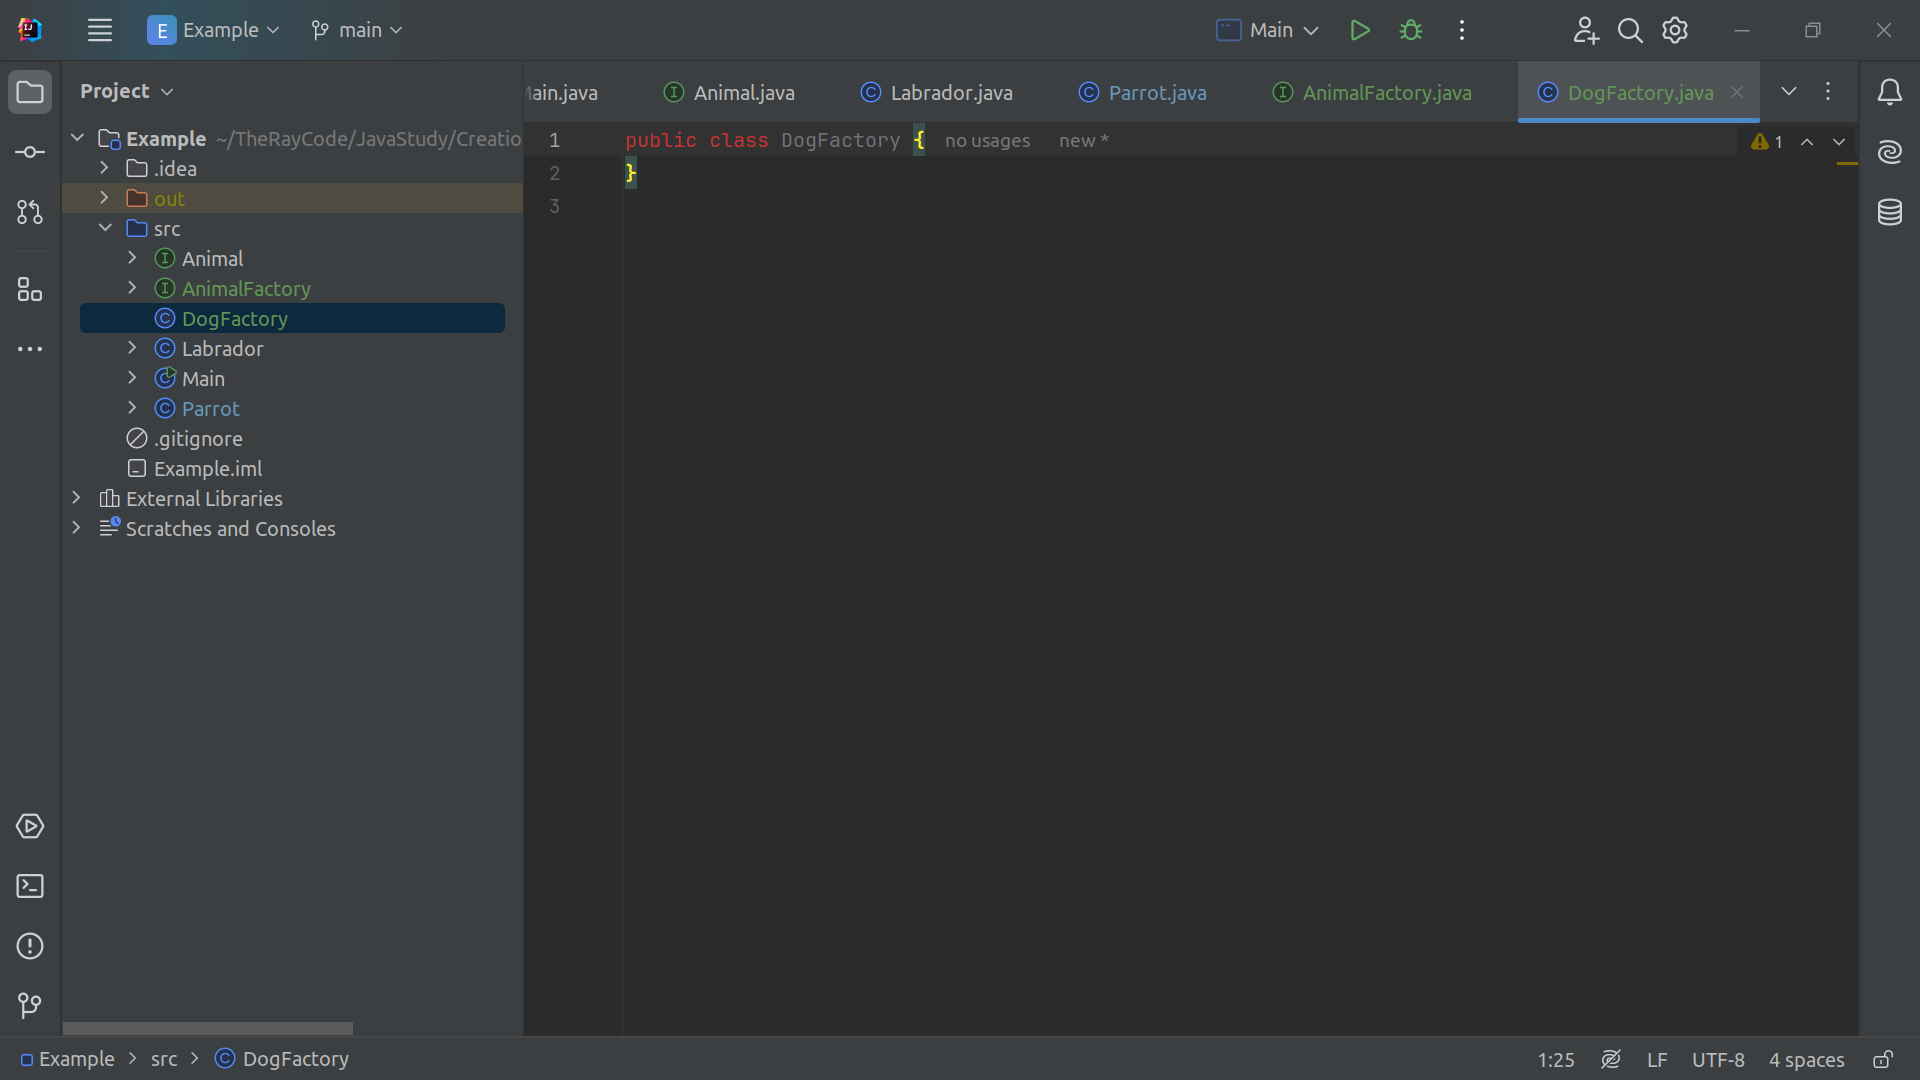 E Example main Main
Project
Main.java Animal.java Labrador.java Parrot.java AnimalFactory.java DogFactory.java
Example ~/TheRayCode/JavaStudy/Creatio
.idea
out
src
Animal
AnimalFactory
DogFactory
Labrador
Main
Parrot
.gitignore
Example.iml
External Libraries
Scratches and Consoles
1 public class DogFactory { no usages new * 1
2 }
3
Example src DogFactory 1:25 LF UTF-8 4 spaces